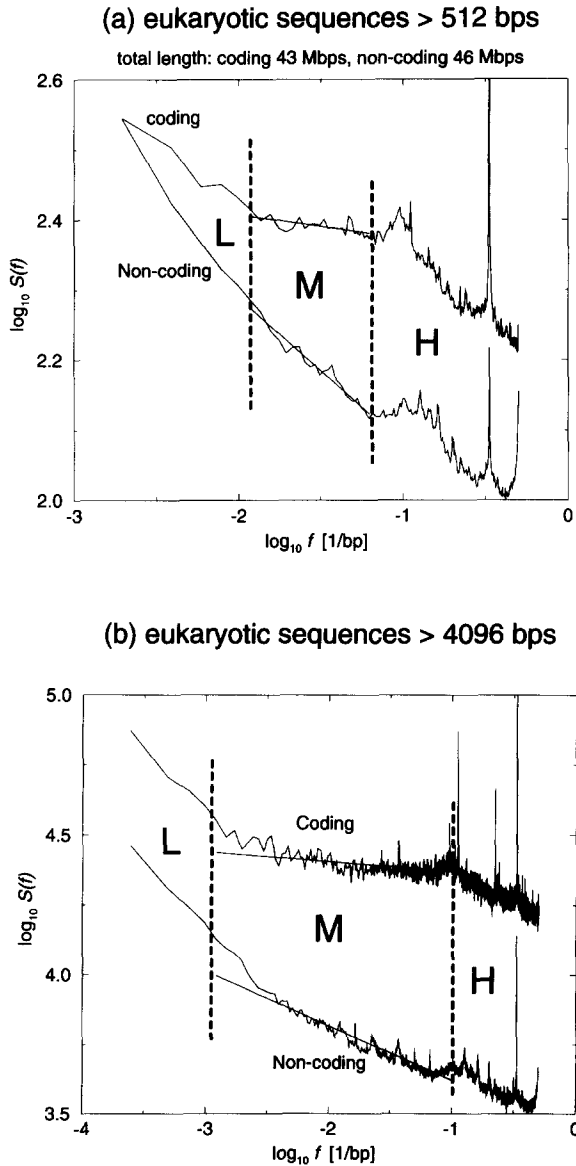 (a) eukaryotic sequences > 512 bps
total length: coding 43 Mbps, non-coding 46 Mbps
2.6
coding
2.4
L
Non-coding
M
log₁₀ S(f)
H
2.2
2.0
-3
-2
-1
0
log₁₀ f [1/bp]
(b) eukaryotic sequences > 4096 bps
5.0
4.5
Coding
L
M
log₁₀ S(f)
4.0
H
Non-coding
3.5
-4
-3
-2
-1
0
log₁₀ f [1/bp]